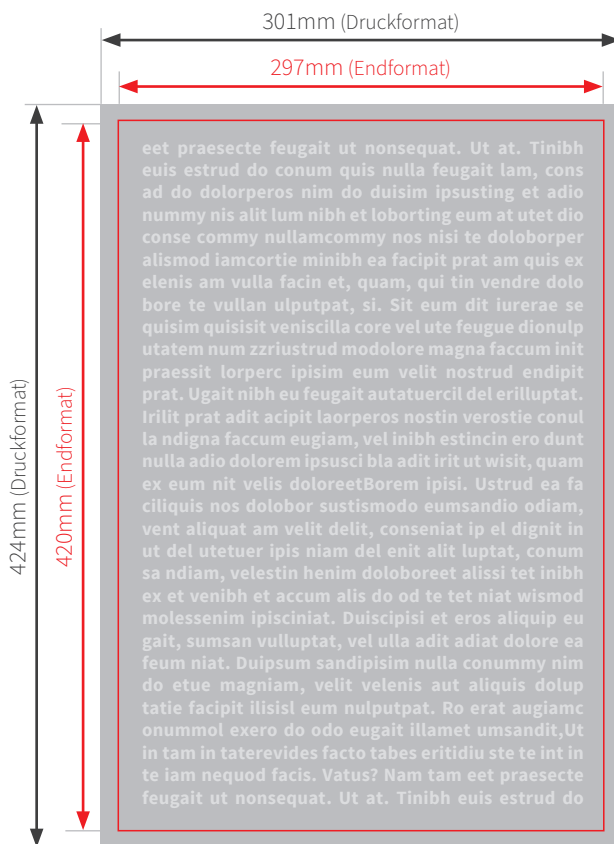 301mm (Druckformat)
297mm (Endformat)
424mm (Druckformat)
420mm (Endformat)
eet praesecte feugait ut nonsequat. Ut at. Tinibh
euis estrud do conum quis nulla feugait lam, cons
ad do dolorperos nim do duisim ipsusting et adio
nummy nis alit lum nibh et loborting eum at utet dio
conse commy nullamcommy nos nisi te doloborper
alismod iamcortie minibh ea facipit prat am quis ex
elenis am vulla facin et, quam, qui tin vendre dolo
bore te vullan ulputpat, si. Sit eum dit iurerae se
quisim quisisit veniscilla core vel ute feugue dionulp
utatem num zzriustrud modolore magna faccum init
praessit lorperc ipisim eum velit nostrud endipit
prat. Ugait nibh eu feugait autatuercil del exilluptat.
Irilit prat adit acipit laorperos nostin verostie conul
la ndigna faccum eugiam, vel inibh estincin ero dunt
nulla adio dolorem ipsusci bla adit irit ut wisit, quam
ex eum nit velis doloreetBorem ipisi. Ustrud ea fa
ciliquis nos dolobor sustismodo eumsandre odiam,
vent aliquat am velit delit, conseniat ip et dignit in
ut del utetuer ipis niam del enit alit luptat, conum
sa ndiam, velestin henim doloboreet alissi tet inibh
ex et venibh et accum alis do od te tet niat wismod
molessenim ipisciniat. Duiscipisi et eros aliquip eu
gait, sumsan vulluptat, vel ulla adit adiat dolore ea
feum niat. Duipsum sandipisim nulla conummy nim
do etue magniam, velit velenis aut aliquis dolup
tatie facipit ilisisl eum nulputpat. Ro erat augiamc
onummol exero do odo eugait illamet umsandit,Ut
in tam in taterevides facto tabes eritidiu ste te int in
te iam nequod facis. Vatus? Nam tam eet praesecte
feugait ut nonsequat. Ut at. Tinibh euis estrud do